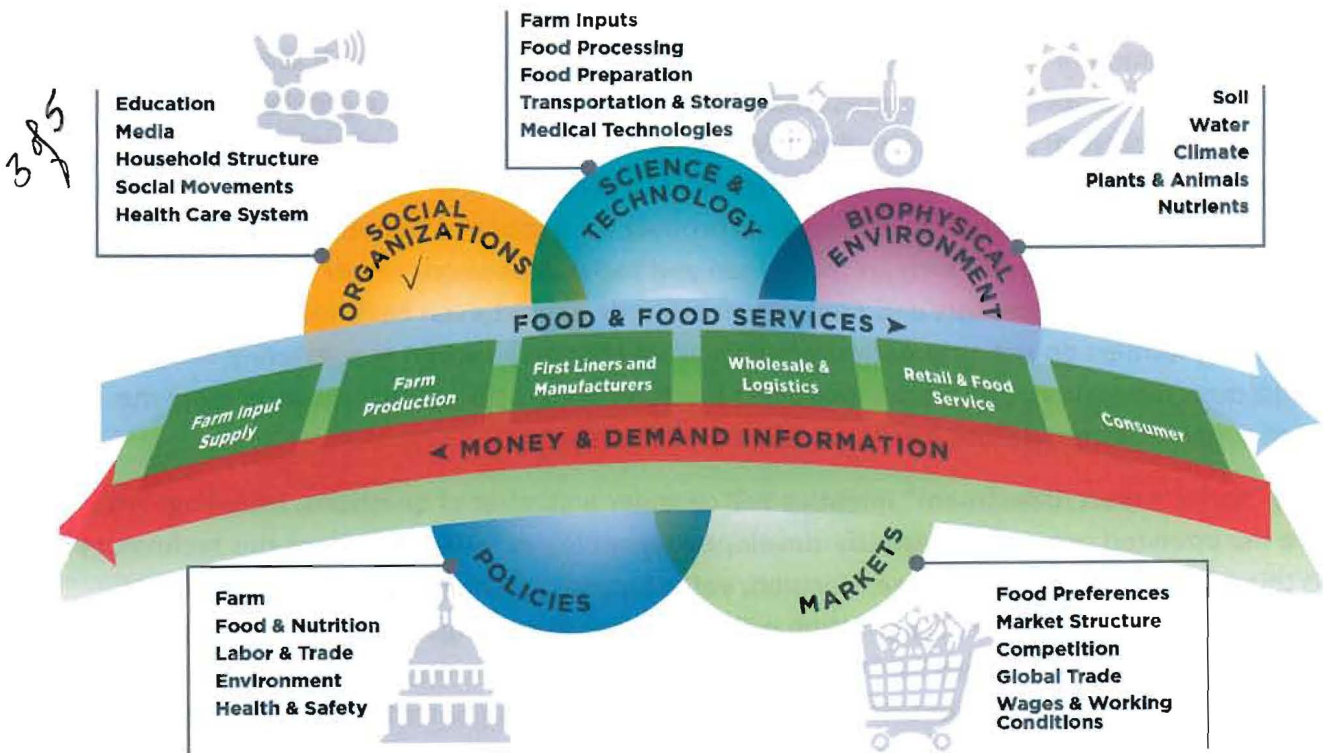 3 of 5
Education
Media
Household Structure
Social Movements
Health Care System
Farm Inputs
Food Processing
Food Preparation
Transportation & Storage
Medical Technologies
Soil
Water
Climate
Plants & Animals
Nutrients
SOCIAL
ORGANIZATIONS
SCIENCE &
TECHNOLOGY
BIOPHYSICAL
ENVIRONMENT
FOOD & FOOD SERVICES
Farm Input
Supply
Farm
Production
First Liners and
Manufacturers
Wholesale &
Logistics
Retail & Food
Service
Consumer
MONEY & DEMAND INFORMATION
POLICIES
MARKETS
Farm
Food & Nutrition
Labor & Trade
Environment
Health & Safety
Food Preferences
Market Structure
Competition
Global Trade
Wages & Working
Conditions